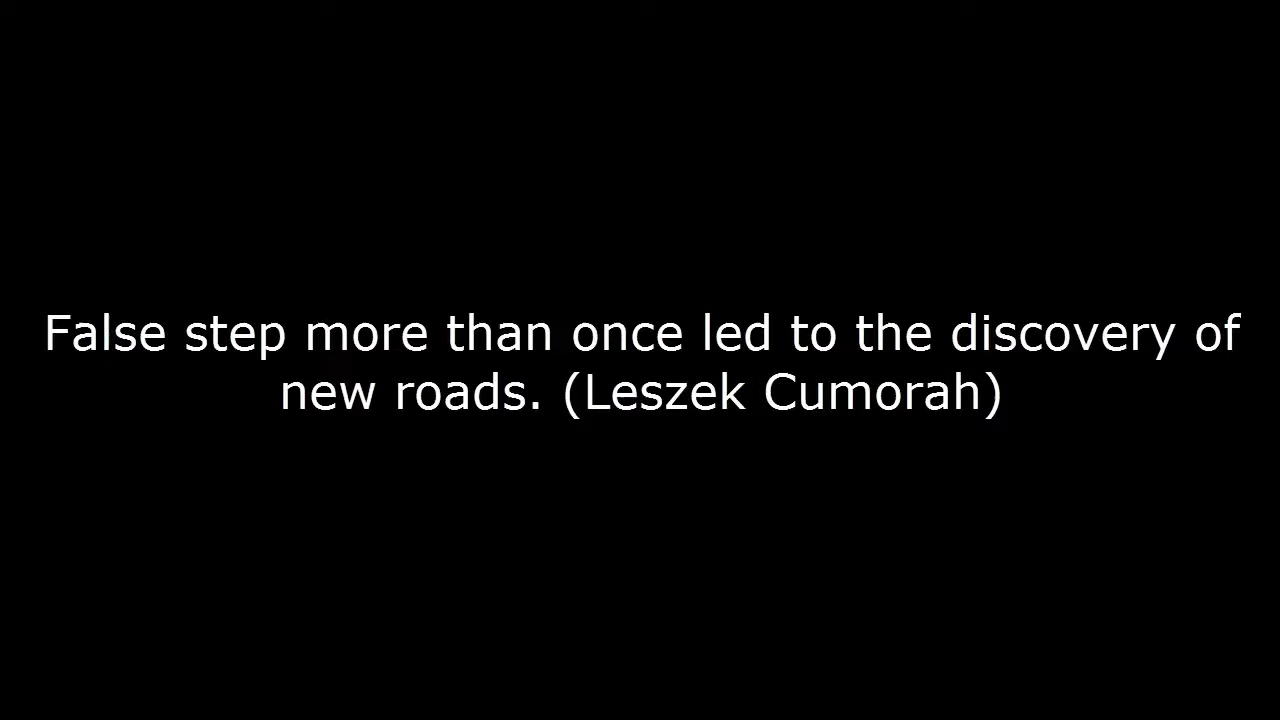 False step more than once led to the discovery of
new roads. (Leszek Cumorah)